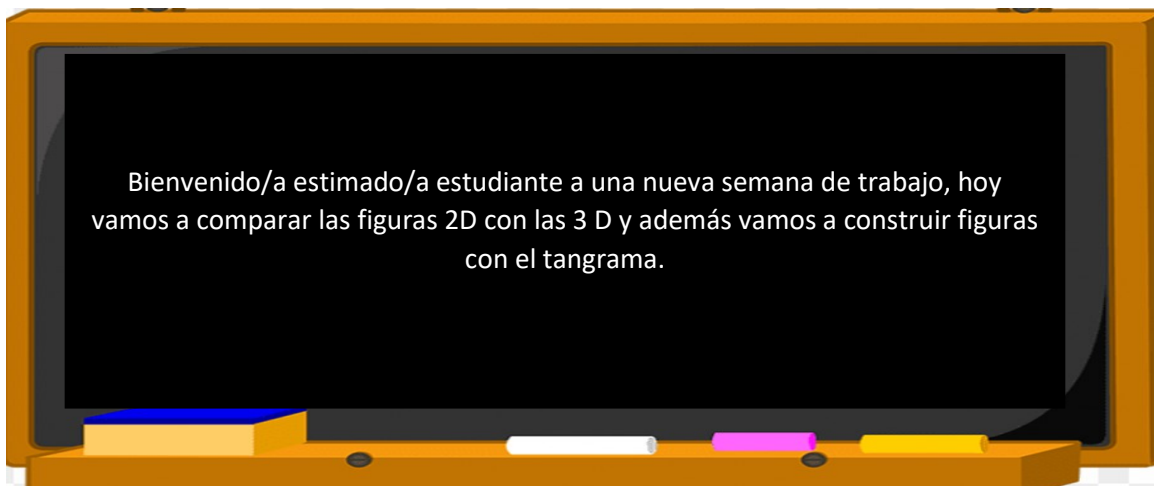 Bienvenido/a estimado/a estudiante a una nueva semana de trabajo, hoy
vamos a comparar las figuras 2D con las 3 D y además vamos a construir figuras
con el tangrama.